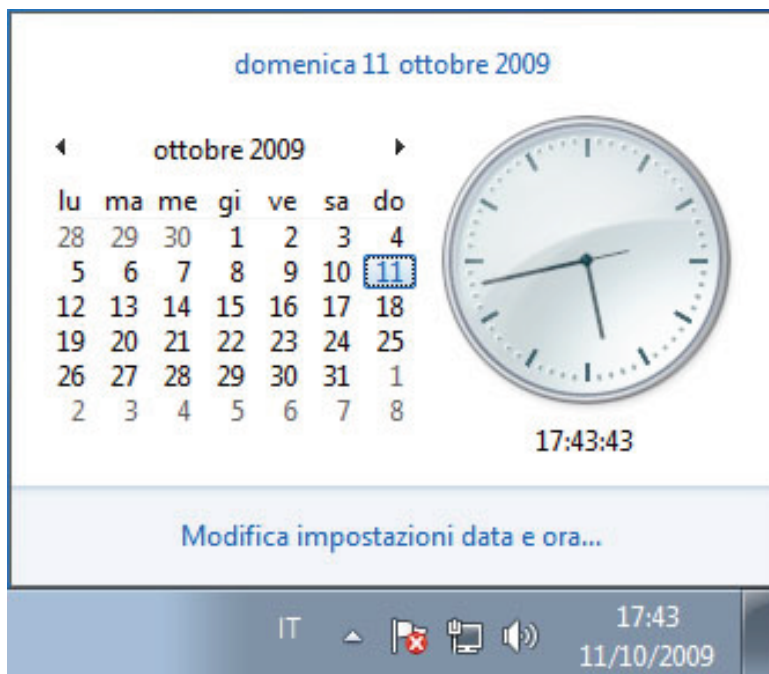 domenica 11 ottobre 2009
ottobre 2009
lu ma me gi ve sa do
28 29 30 1 2 3 4
5 6 7 8 9 10 11
12 13 14 15 16 17 18
19 20 21 22 23 24 25
26 27 28 29 30 31 1
2 3 4 5 6 7 8
17:43:43
Modifica impostazioni data e ora...
IT
17:43
11/10/2009